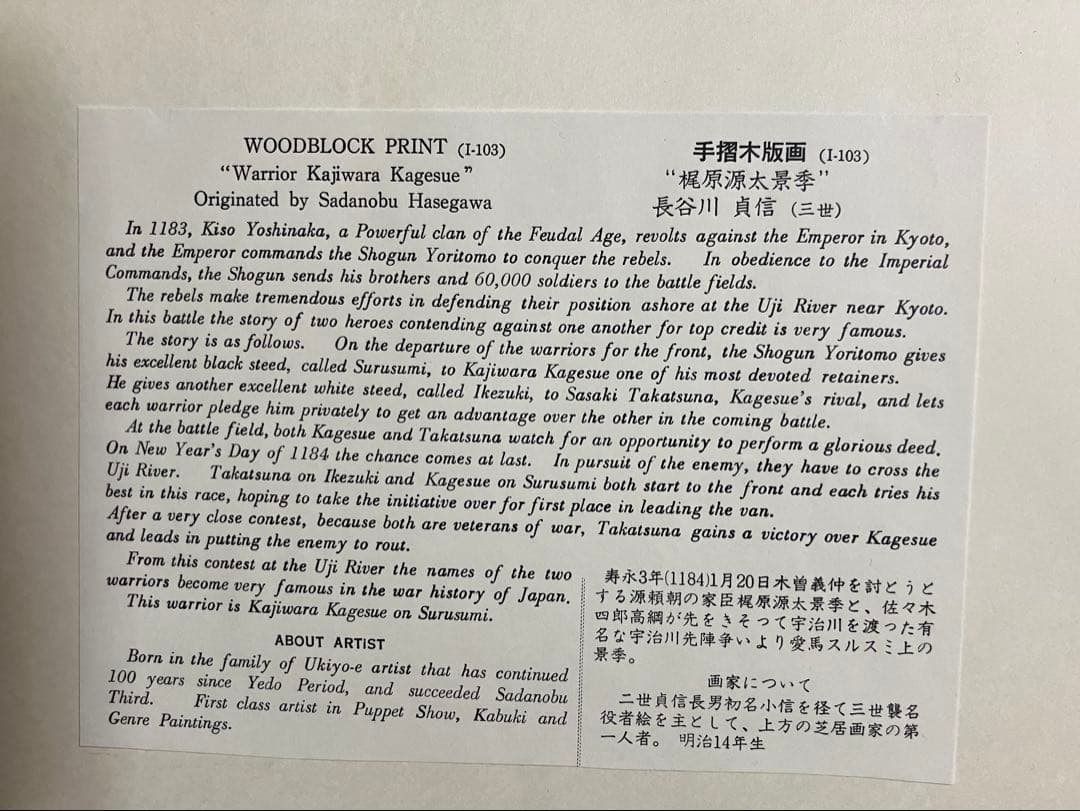 WOODBLOCK PRINT (I-103)
"Warrior Kajiwara Kagesue"
Originated by Sadanobu Hasegawa
手摺木版画 (I-103)
"梶原源太景季"
長谷川 貞信 (三世)
In 1183, Kiso Yoshinaka, a Powerful clan of the Feudal Age, revolts against the Emperor in Kyoto,
and the Emperor commands the Shogun Yoritomo to conquer the rebels. In obedience to the Imperial
Commands, the Shogun sends his brothers and 60,000 soldiers to the battle fields.
The rebels make tremendous efforts in defending their position ashore at the Uji River near Kyoto.
In this battle the story of two heroes contending against one another for top credit is very famous.
The story is as follows. On the departure of the warriors for the front, the Shogun Yoritomo gives
his excellent black steed, called Surusumi, to Kajiwara Kagesue one of his most devoted retainers.
He gives another excellent white steed, called Ikezuki, to Sasaki Takatsuna, Kagesue's rival, and lets
each warrior pledge him privately to get an advantage over the other in the coming battle.
At the battle field, both Kagesue and Takatsuna watch for an opportunity to perform a glorious deed.
On New Year's Day of 1184 the chance comes at last. In pursuit of the enemy, they have to cross the
Uji River. Takatsuna on Ikezuki and Kagesue on Surusumi both start to the front and each tries his
best in this race, hoping to take the initiative over for first place in leading the van.
After a very close contest, because both are veterans of war, Takatsuna gains a victory over Kagesue
and leads in putting the enemy to rout.
From this contest at the Uji River the names of the two
warriors become very famous in the war history of Japan.
This warrior is Kajiwara Kagesue on Surusumi.
ABOUT ARTIST
Born in the family of Ukiyo-e artist that has continued
100 years since Yedo Period, and succeeded Sadanobu
Third. First class artist in Puppet Show, Kabuki and
Genre Paintings.
寿永3年(1184)1月20日木曽義仲を討とうと
する源頼朝の家臣梶原源太景季と、佐々木
四郎高綱が先をきそつて宇治川を渡った有
名な宇治川先陣争いより愛馬スルスミ上の
景季。
画家について
二世貞信長男初名小信を経て三世襲名
役者絵を主として、上方の芝居画家の第
一人者。 明治14年生